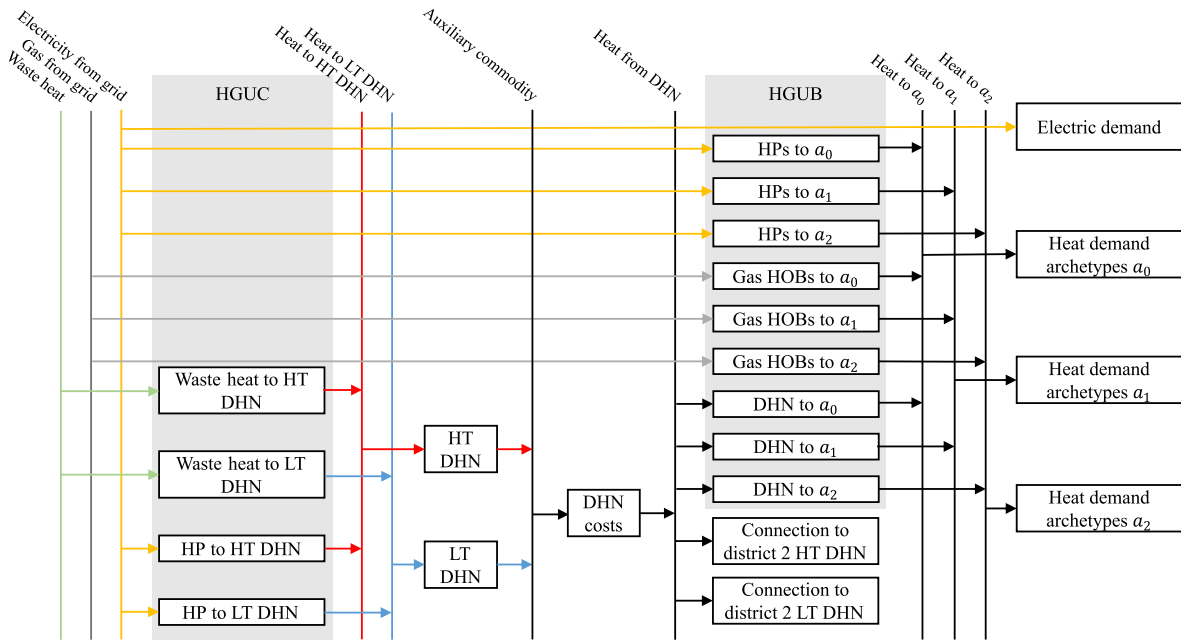 Electricity from grid
Gas from grid
Waste heat
Heat to LT DHN
Heat to HT DHN
Auxiliary commodity
Heat from DHN
Heat to a₀
Heat to a₁
Heat to a₂
HGUC
HGUB
Electric demand
HPs to a₀
HPs to a₁
HPs to a₂
Heat demand
archetypes a₀
Gas HOBs to a₀
Gas HOBs to a₁
Gas HOBs to a₂
Waste heat to HT
DHN
Heat demand
archetypes a₁
DHN to a₀
HT
DHN
DHN to a₁
Waste heat to LT
DHN
DHN to a₂
DHN
costs
Heat demand
archetypes a₂
HP to HT DHN
LT
DHN
Connection to
district 2 HT DHN
HP to LT DHN
Connection to
district 2 LT DHN